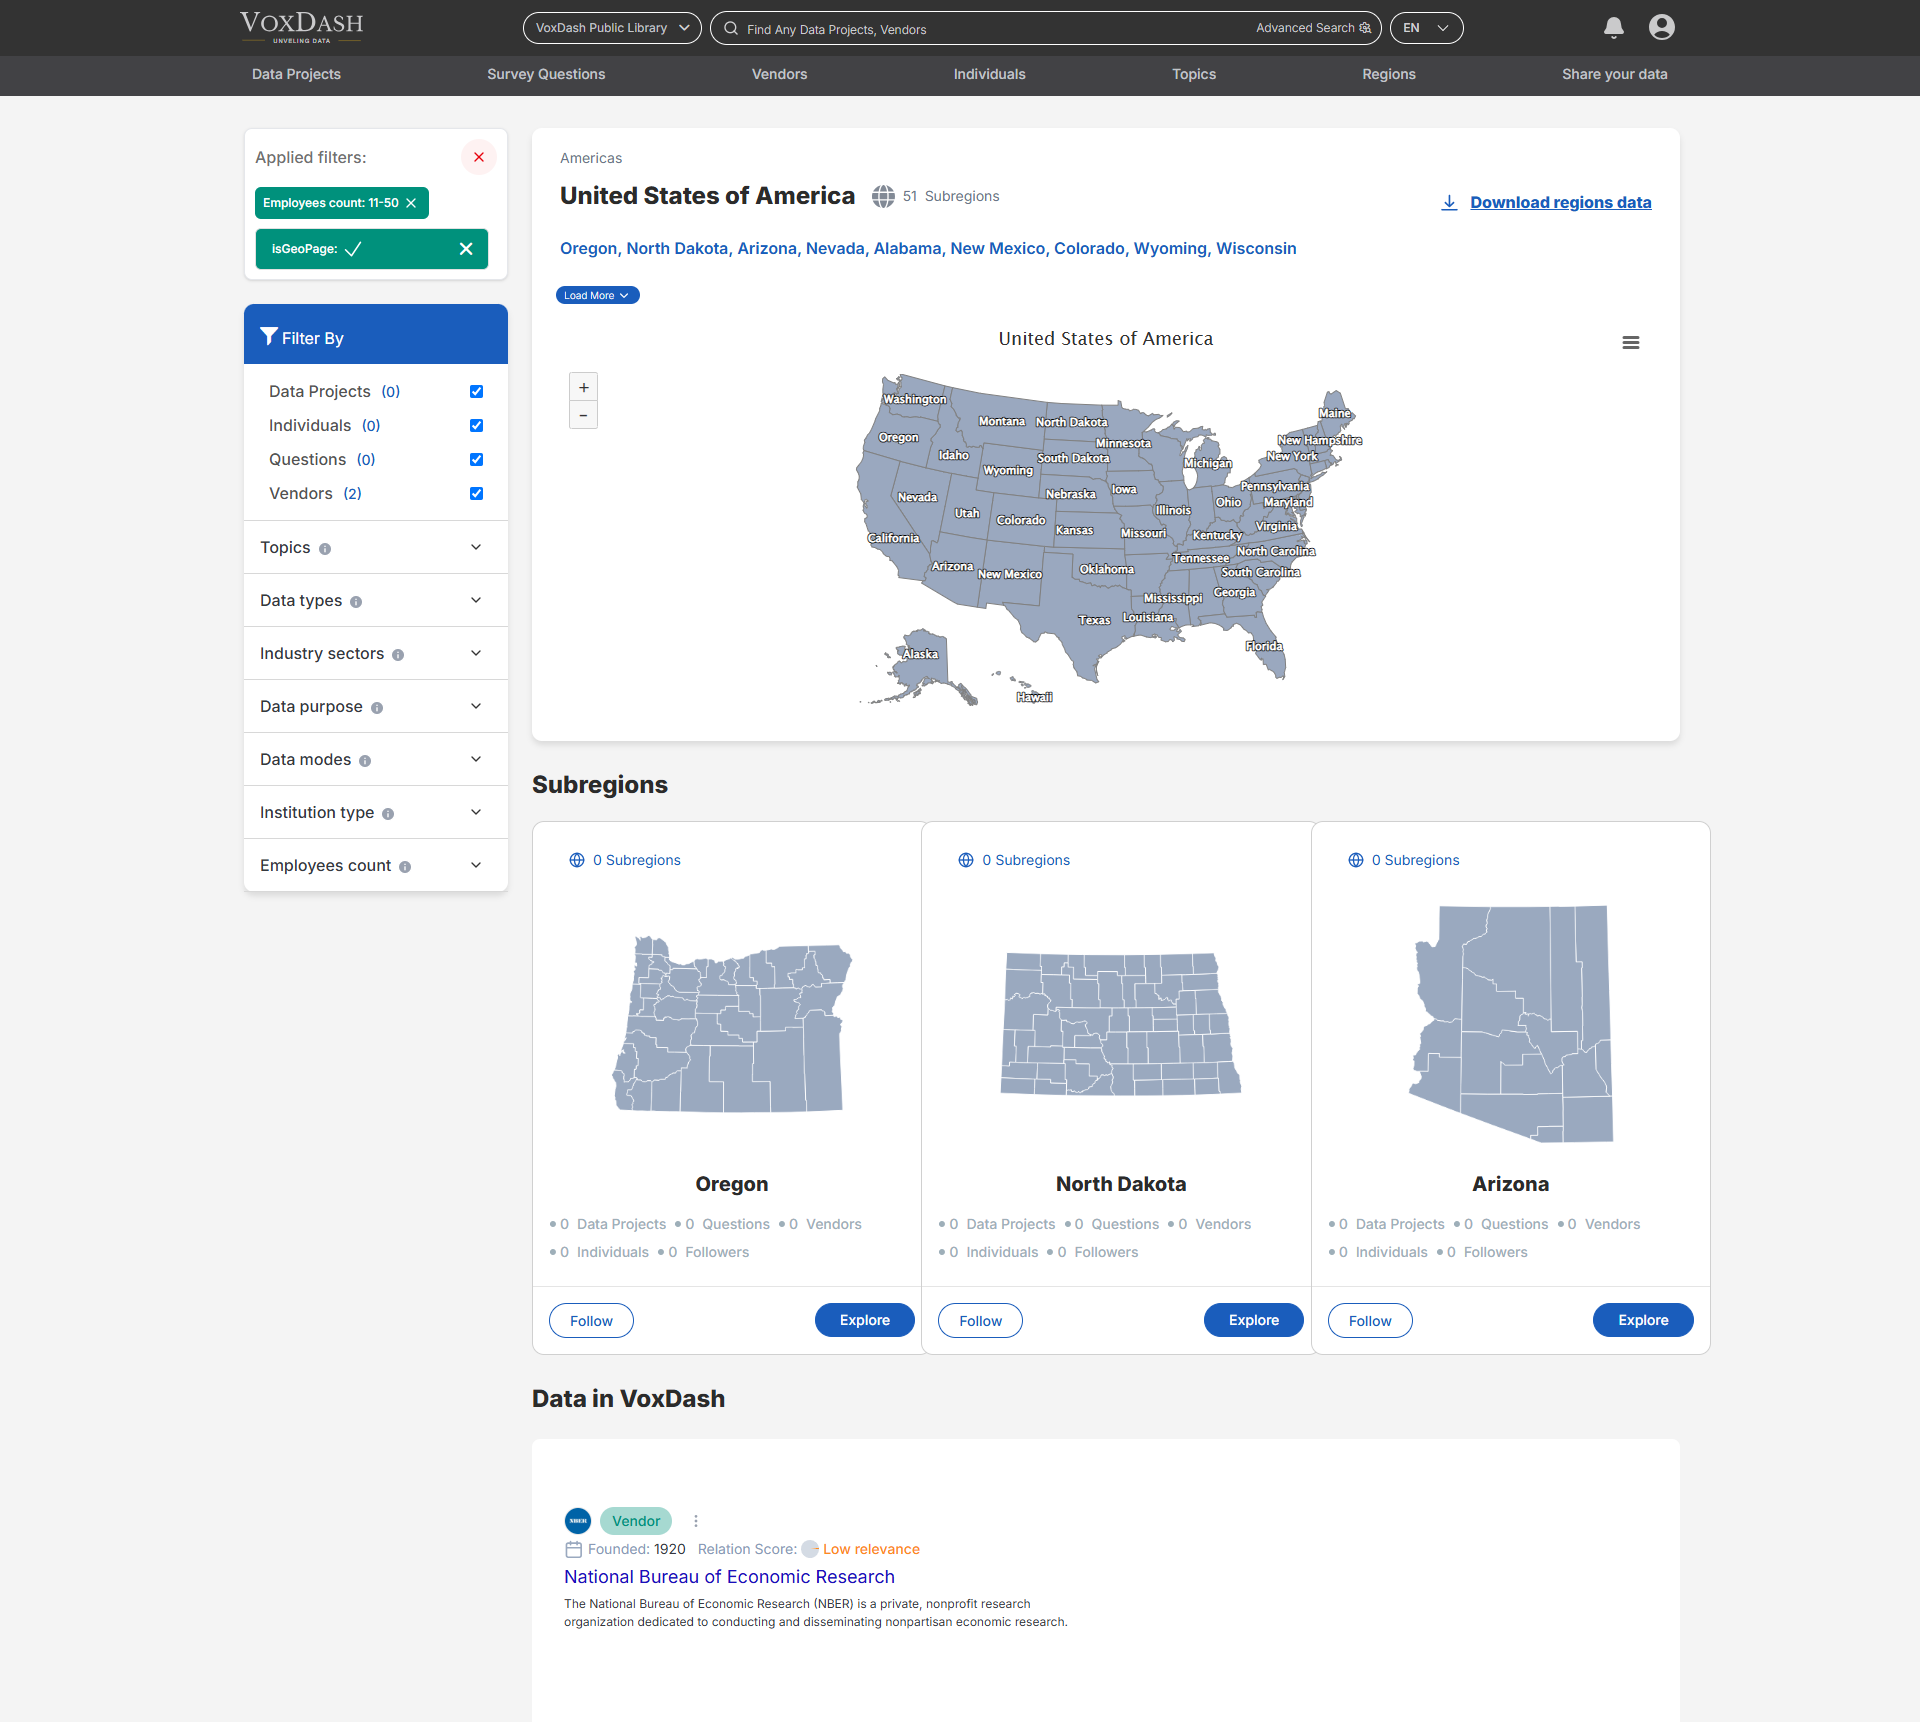 VOXDASH
UNVELING DATA
VoxDash Public Library
Find Any Data Projects, Vendors
Advanced Search
EN
Data Projects
Survey Questions
Vendors
Individuals
Topics
Regions
Share your data
Applied filters:
Employees count: 11-50
isGeoPage:
Filter By
Data Projects (0)
Individuals (0)
Questions (0)
Vendors (2)
Topics
Data types
Industry sectors
Data purpose
Data modes
Institution type
Employees count
Americas
United States of America
51 Subregions
Download regions data
Oregon, North Dakota, Arizona, Nevada, Alabama, New Mexico, Colorado, Wyoming, Wisconsin
Load More
United States of America
+
-
Washington
Montana
North Dakota
Maine
Oregon
Minnesota
New Hampshire
Idaho
South Dakota
New York
Wyoming
Michigan
Nevada
Nebraska
Iowa
Pennsylvania
Utah
Colorado
Illinois
Ohio
Maryland
California
Kansas
Missouri
Kentucky
Virginia
Arizona
New Mexico
Oklahoma
Tennessee
North Carolina
South Carolina
Mississippi
Georgia
Texas
Louisiana
Florida
Alaska
Hawaii
Subregions
0 Subregions
Oregon
0 Data Projects 0 Questions 0 Vendors
0 Individuals 0 Followers
Follow
Explore
0 Subregions
North Dakota
0 Data Projects 0 Questions 0 Vendors
0 Individuals 0 Followers
Follow
Explore
0 Subregions
Arizona
0 Data Projects 0 Questions 0 Vendors
0 Individuals 0 Followers
Follow
Explore
Data in VoxDash
NBER
Vendor
Founded: 1920 Relation Score: Low relevance
National Bureau of Economic Research
The National Bureau of Economic Research (NBER) is a private, nonprofit research
organization dedicated to conducting and disseminating nonpartisan economic research.